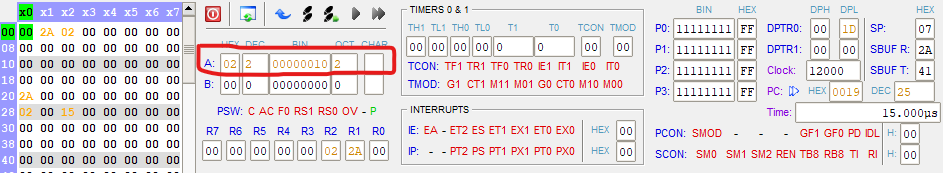 x0 x1 x2 x3 x4 x5 x6 x7
00 00 2A 02 00 00 00 00 00
08 00 00 00 00 00 00 00 00
10 00 00 00 00 00 00 00 00
18 00 00 00 00 00 00 00 00
20 2A 00 00 00 00 00 00 00
28 02 00 15 00 00 00 00 00
30 00 00 00 00 00 00 00 00
38 00 00 00 00 00 00 00 00
40 00 00 00 00 00 00 00 00
HEX DEC BIN OCT CHAR
A: 02 2 00000010 2
B: 00 0 00000000 0
PSW: C AC F0 RS1 RS0 OV - P
R7 R6 R5 R4 R3 R2 R1 R0
00 00 00 00 00 02 2A 00
TIMERS 0 & 1
TH1 TL1 TH0 TL0 T1 T0 TCON TMOD
00 00 00 00 0 0 00 00
TCON: TF1 TR1 TF0 TR0 IE1 IT1 IE0 IT0
TMOD: G1 CT1 M11 M01 G0 CT0 M10 M00
INTERRUPTS
IE: EA - ET2 ES ET1 EX1 ET0 EX0 HEX 00
IP: - - PT2 PS PT1 PX1 PT0 PX0 HEX 00
BIN HEX
P0: 11111111 FF
P1: 11111111 FF
P2: 11111111 FF
P3: 11111111 FF
DPH DPL HEX
DPTR0: 00 1D SP: 07
DPTR1: 00 00 SBUF R: 2A
Clock: 12000 SBUF T: 41
PC: HEX 0019 DEC 25
Time: 15.000µs
PCON: SMOD - - - GF1 GF0 PD IDL H: 00
SCON: SM0 SM1 SM2 REN TB8 RB8 TI RI H: 00